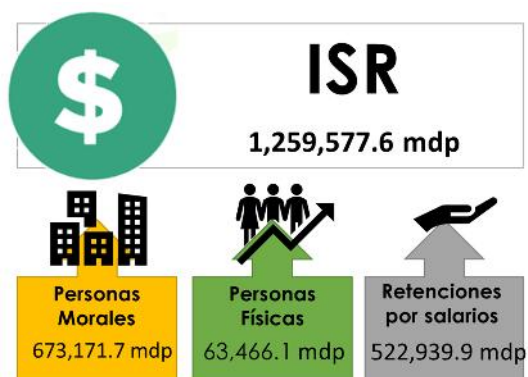 $
ISR
1,259,577.6 mdp
Personas
Morales
673,171.7 mdp
Personas
Físicas
63,466.1 mdp
Retenciones
por salarios
522,939.9 mdp